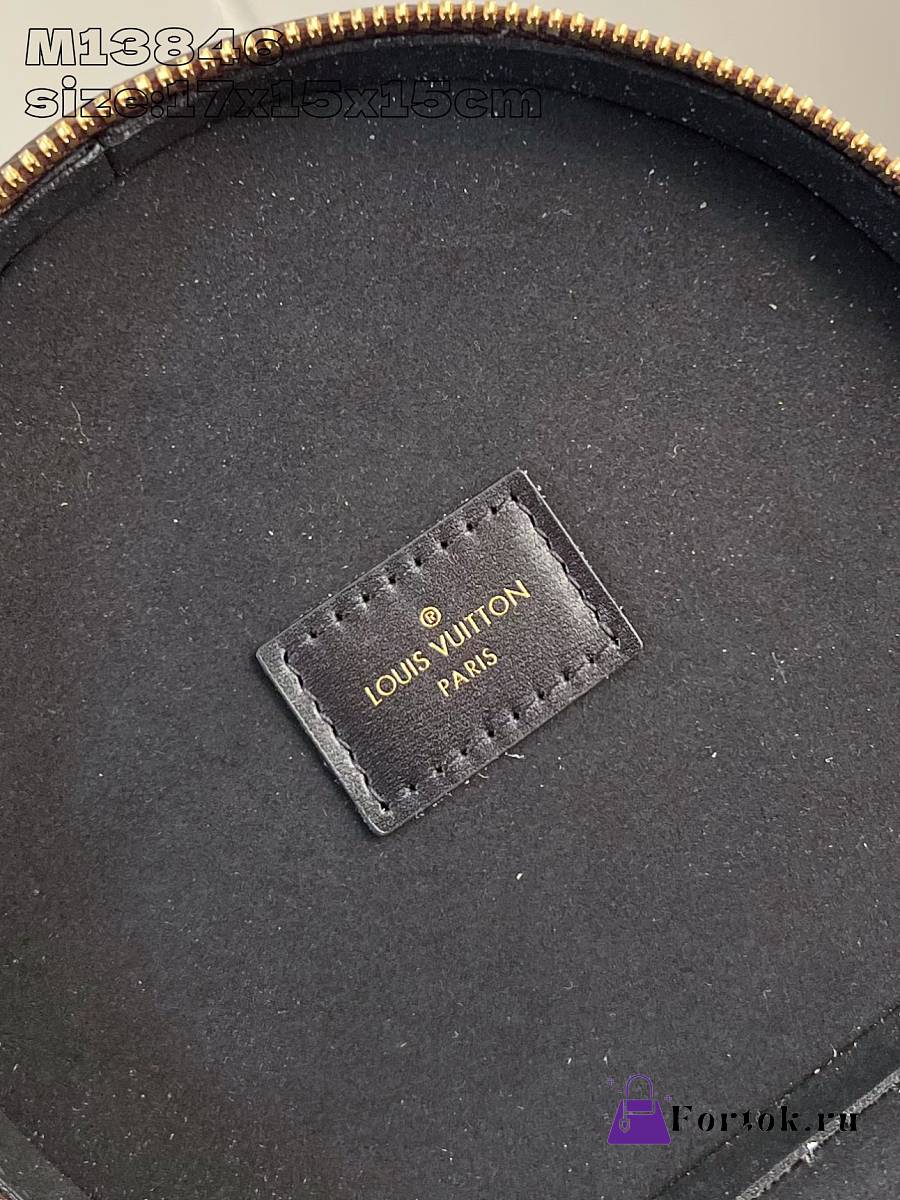 M13846
size:17x15x15cm
®
LOUIS VUITTON
PARIS
Fortok.ru